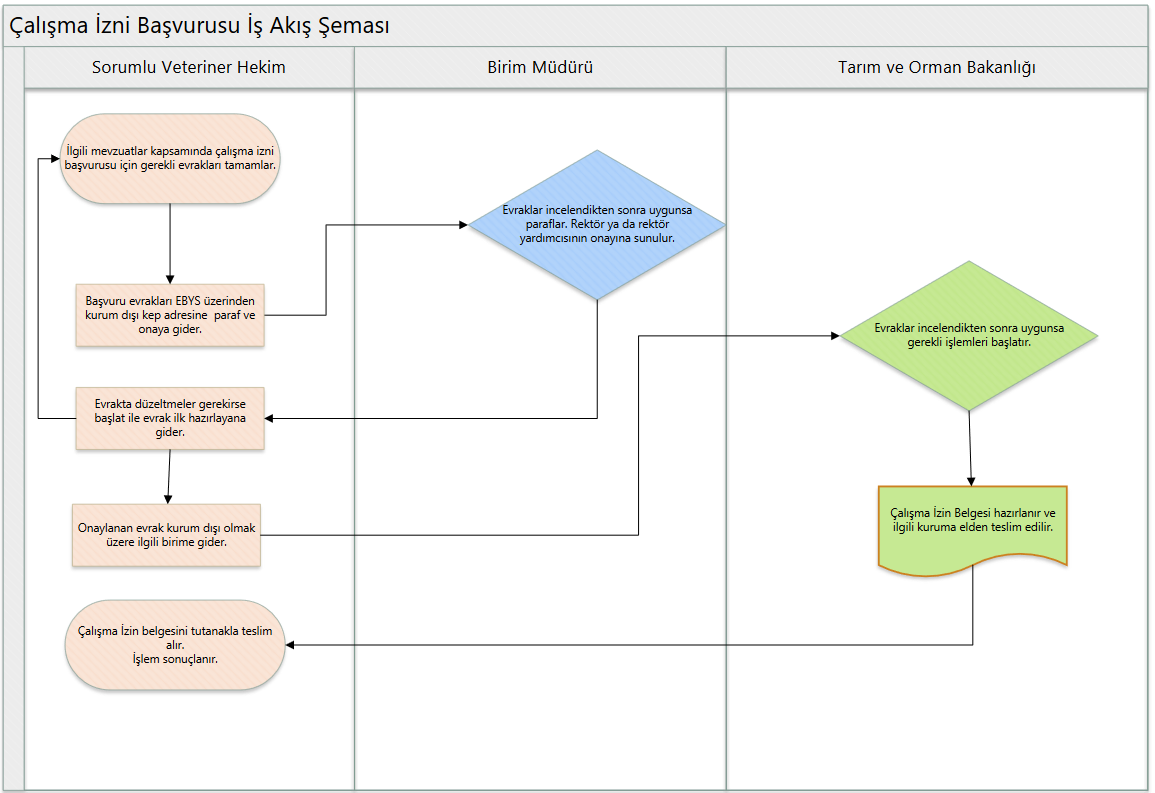 Çalışma İzni Başvurusu İş Akış Şeması
Sorumlu Veteriner Hekim
Birim Müdürü
Tarım ve Orman Bakanlığı
İlgili mevzuatlar kapsamında çalışma izni
başvurusu için gerekli evrakları tamamlar.
Başvuru evrakları EBYS üzerinden
kurum dışı kep adresine paraf ve
onaya gider.
Evraklar incelendikten sonra uygunsa
paraflar. Rektör ya da rektör
yardımcısının onayına sunulur.
Evrakta düzeltmeler gerekirse
başlat ile evrak ilk hazırlayana
gider.
Onaylanan evrak kurum dışı olmak
üzere ilgili birime gider.
Evraklar incelendikten sonra uygunsa
gerekli işlemleri başlatır.
Çalışma İzin Belgesi hazırlanır ve
ilgili kuruma elden teslim edilir.
Çalışma İzin belgesini tutanakla teslim
alır.
İşlem sonuçlanır.